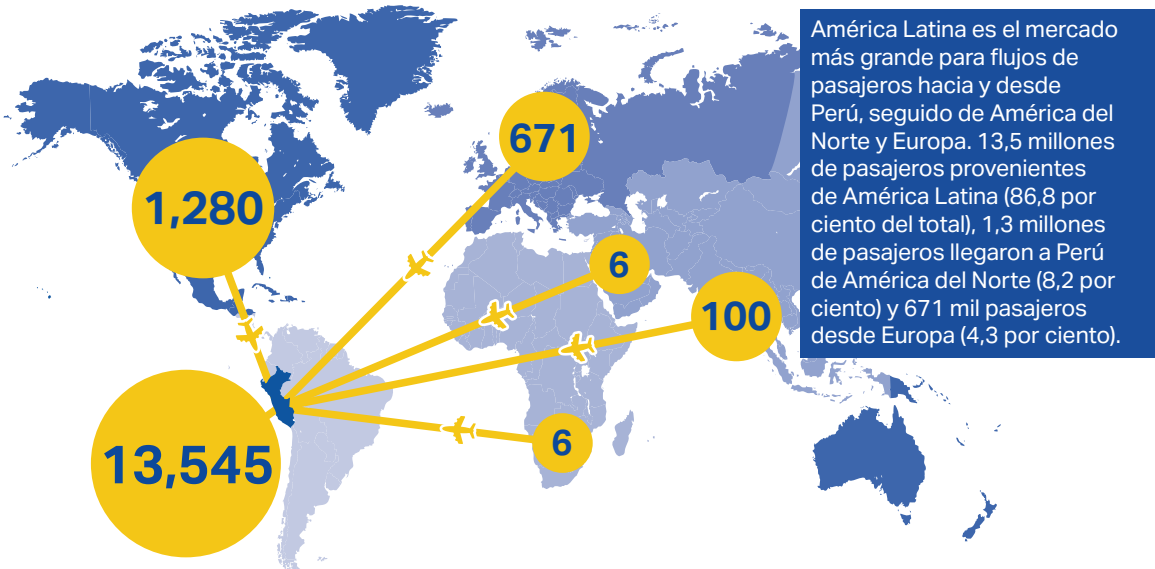 América Latina es el mercado
más grande para flujos de
pasajeros hacia y desde
Perú, seguido de América del
Norte y Europa. 13,5 millones
de pasajeros provenientes
de América Latina (86,8 por
ciento del total), 1,3 millones
de pasajeros llegaron a Perú
de América del Norte (8,2 por
ciento) y 671 mil pasajeros
desde Europa (4,3 por ciento).
671
1,280
6
100
13,545
6